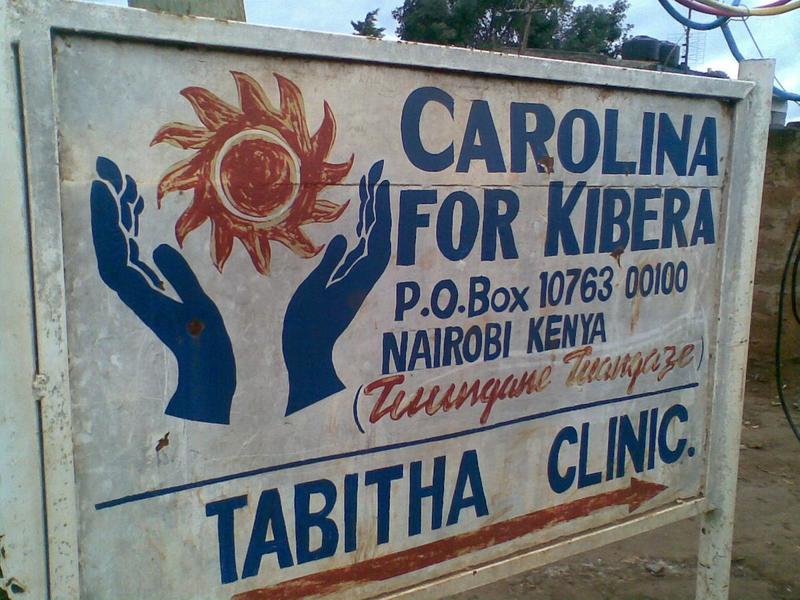 CAROLINA
FOR KIBERA
P.O.Box 10763 00100
NAIROBI KENYA
(Tuungane Tuangaze)
TABITHA CLINIC.